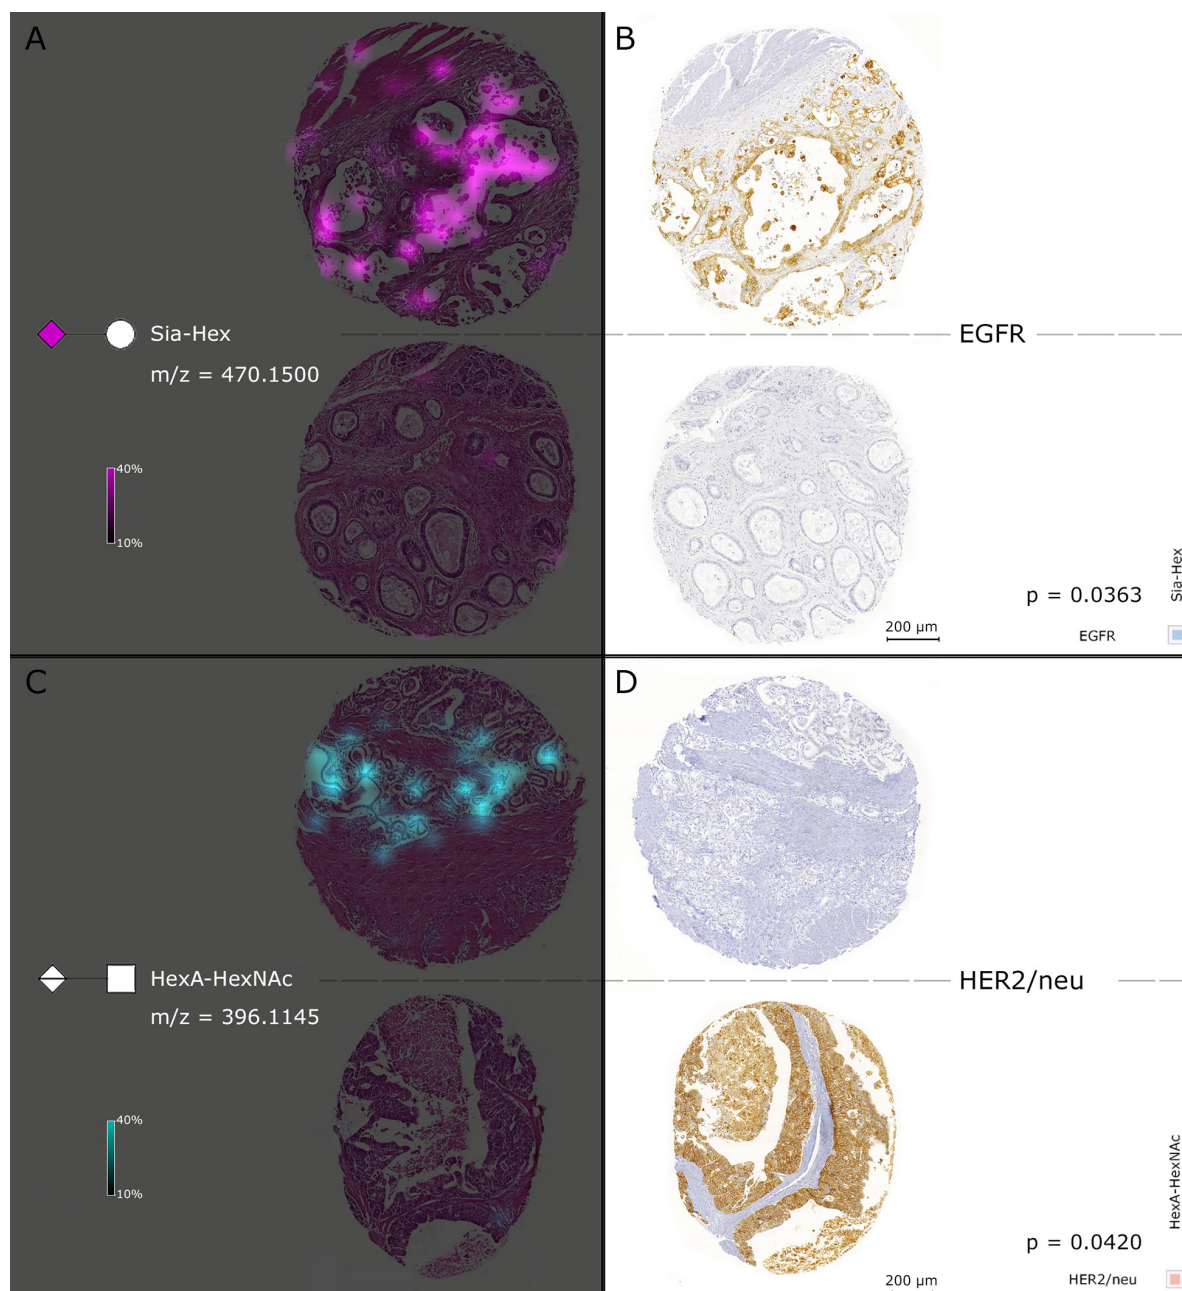 A
B
Sia-Hex
EGFR
m/z = 470.1500
40%
10%
Sia-Hex
p = 0.0363
200 µm
EGFR
C
D
HexA-HexNAc
HER2/neu
m/z = 396.1145
40%
10%
HexA-HexNAc
p = 0.0420
200 µm
HER2/neu